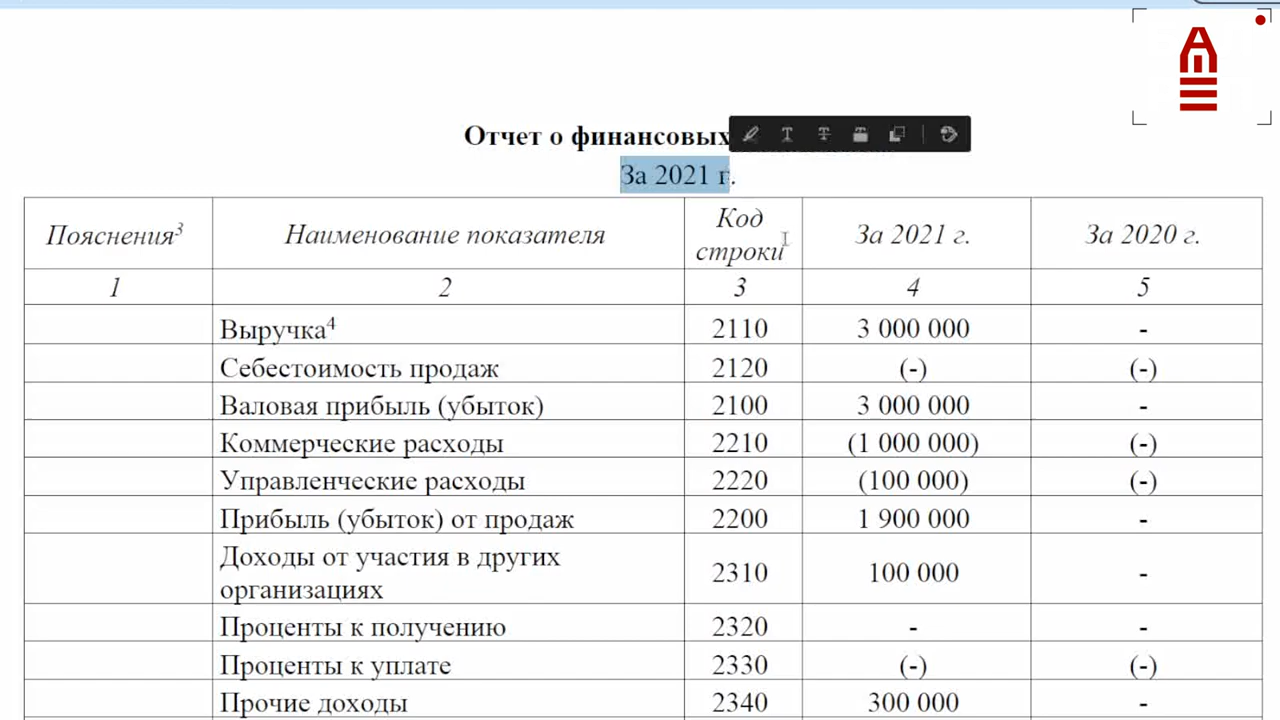 Отчет о финансовых
За 2021 г.
Пояснения³ Наименование показателя Код строки За 2021 г. За 2020 г.
1 2 3 4 5
Выручка⁴ 2110 3 000 000 -
Себестоимость продаж 2120 (-) (-)
Валовая прибыль (убыток) 2100 3 000 000 -
Коммерческие расходы 2210 (1 000 000) (-)
Управленческие расходы 2220 (100 000) (-)
Прибыль (убыток) от продаж 2200 1 900 000 -
Доходы от участия в других организациях 2310 100 000 -
Проценты к получению 2320 - -
Проценты к уплате 2330 (-) (-)
Прочие доходы 2340 300 000 -